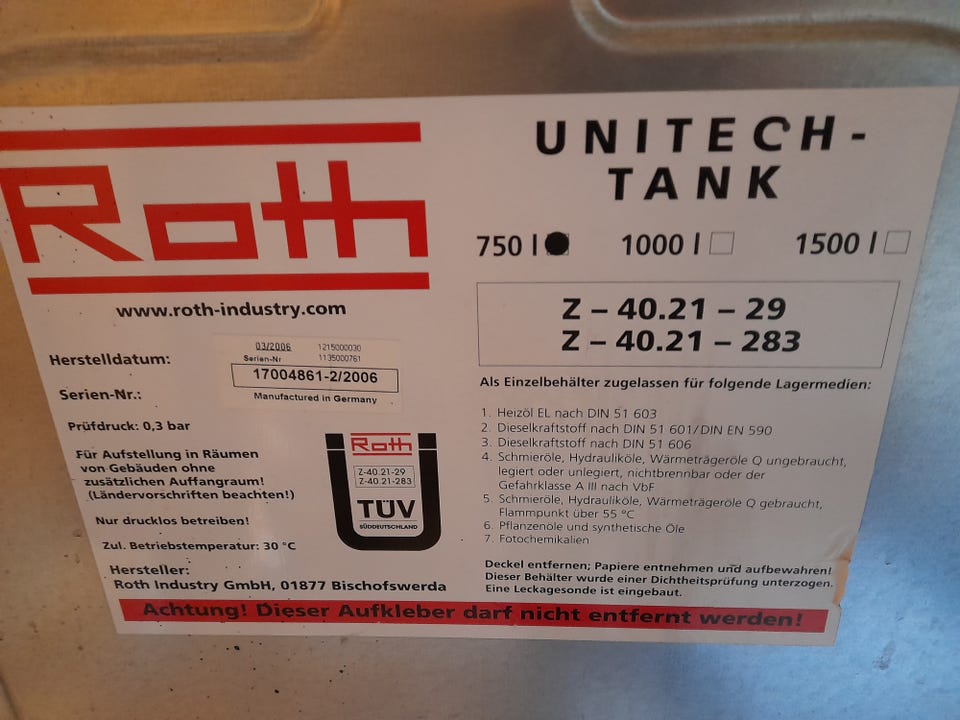 Roth
www.roth-industry.com
UNITECH-
TANK
750 l 1000 l 1500 l
Z – 40.21 – 29
Z – 40.21 – 283
Herstelldatum:
03/2006 1215000030
Serien-Nr 1135000761
17004861-2/2006
Manufactured in Germany
Serien-Nr.:
Prüfdruck: 0,3 bar
Für Aufstellung in Räumen
von Gebäuden ohne
zusätzlichen Auffangraum!
(Ländervorschriften beachten!)
Nur drucklos betreiben!
Zul. Betriebstemperatur: 30 °C
Hersteller:
Roth Industry GmbH, 01877 Bischofswerda
Roth
Z-40.21-29
Z-40.21-283
TÜV
SÜDDEUTSCHLAND
Als Einzelbehälter zugelassen für folgende Lagermedien:
1. Heizöl EL nach DIN 51 603
2. Dieselkraftstoff nach DIN 51 601/DIN EN 590
3. Dieselkraftstoff nach DIN 51 606
4. Schmieröle, Hydrauliköle, Wärmeträgeröle Q ungebraucht,
legiert oder unlegiert, nichtbrennbar oder der
Gefahrklasse A III nach VbF
5. Schmieröle, Hydrauliköle, Wärmeträgeröle Q gebraucht,
Flammpunkt über 55 °C
6. Pflanzenöle und synthetische Öle
7. Fotochemikalien
Deckel entfernen; Papiere entnehmen und aufbewahren!
Dieser Behälter wurde einer Dichtheitsprüfung unterzogen.
Eine Leckagesonde ist eingebaut.
Achtung! Dieser Aufkleber darf nicht entfernt werden!